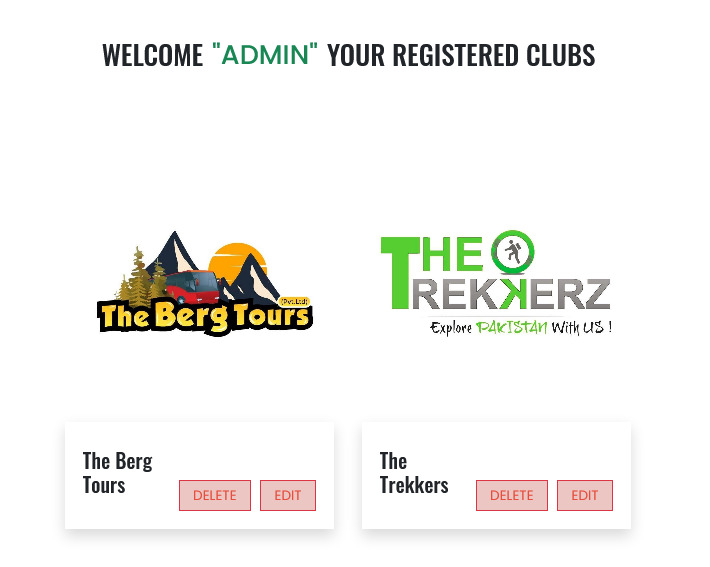 WELCOME "ADMIN" YOUR REGISTERED CLUBS
(Pvt.Ltd)
The Berg Tours
THE
TREKKERZ
Explore PAKISTAN With US !
The Berg
Tours
DELETE EDIT
The
Trekkers
DELETE EDIT